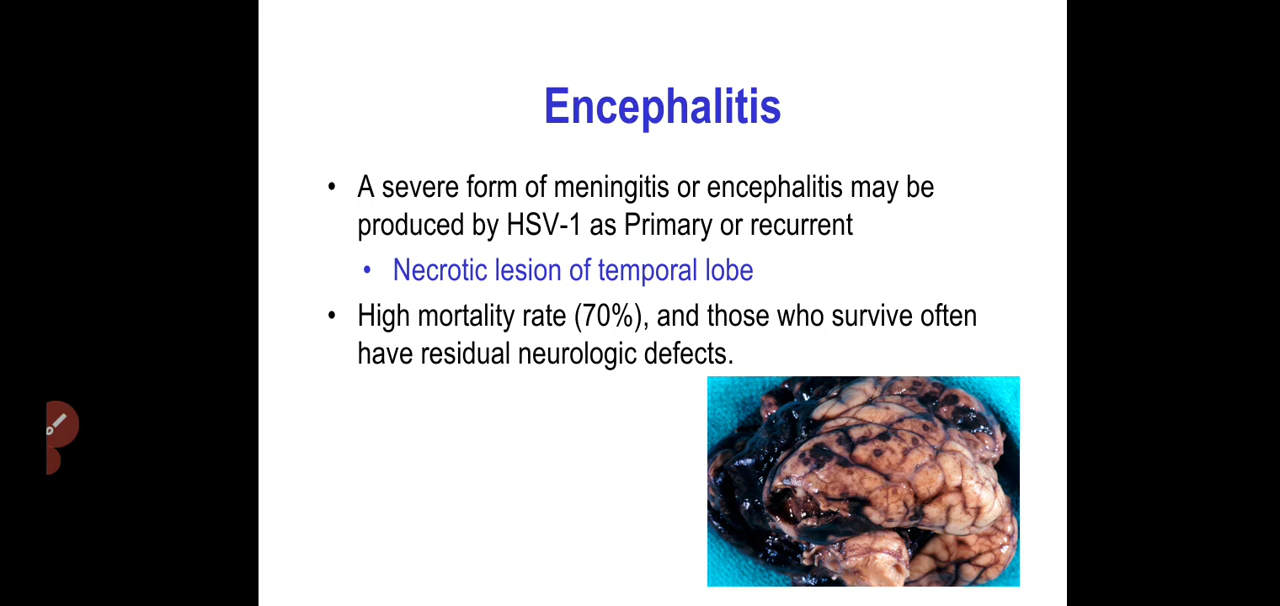 Encephalitis
• A severe form of meningitis or encephalitis may be
produced by HSV-1 as Primary or recurrent
• Necrotic lesion of temporal lobe
• High mortality rate (70%), and those who survive often
have residual neurologic defects.